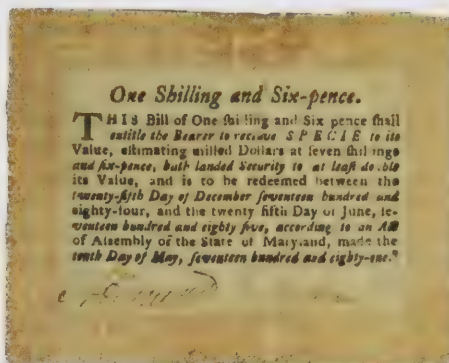 One Shilling and Six-pence.
THIS Bill of One ſhilling and Six pence ſhall
entitle the Bearer to receive SPECIE to its
Value, eſtimating milled Dollars at ſeven ſhillings
and ſix-pence, hath landed Security to at leaſt double
its Value, and is to be redeemed between the
twenty-fifth Day of December ſeventeen hundred and
eighty-four, and the twenty fifth Day of June, ſe-
venteen hundred and eighty five, according to an Act
of Aſſembly of the State of Maryland, made the
tenth Day of May, ſeventeen hundred and eighty-one.